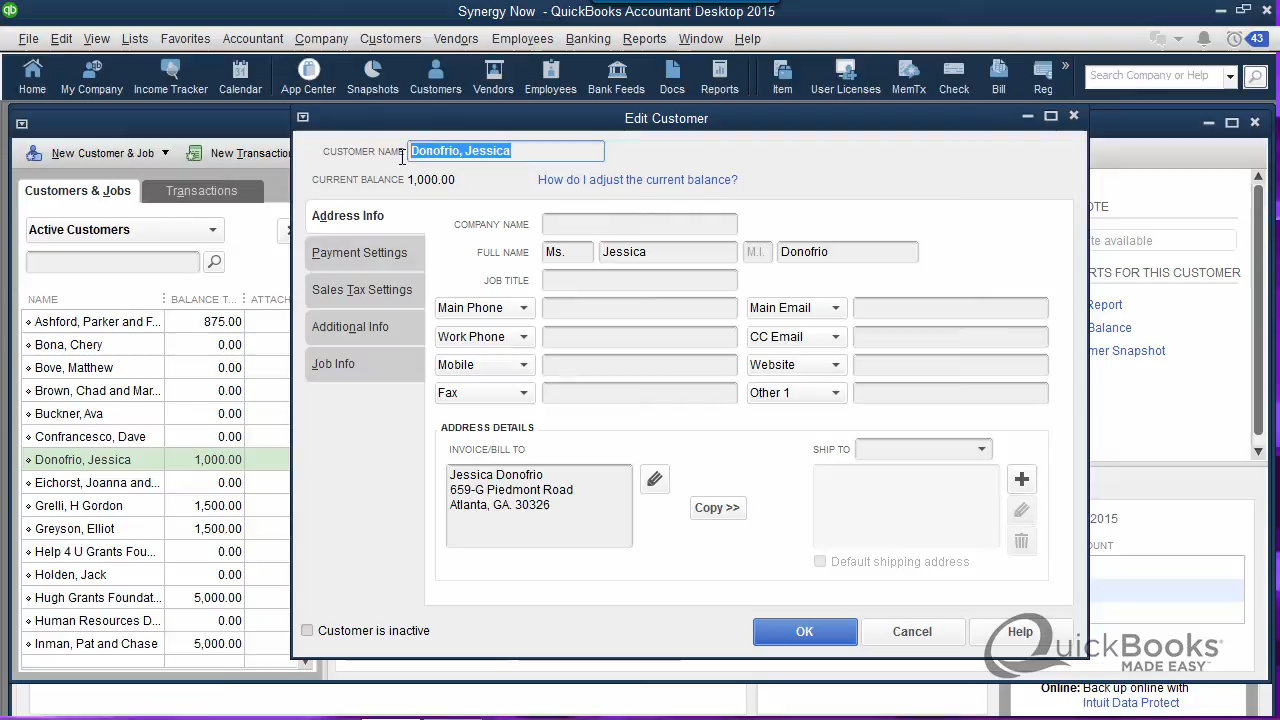 Synergy Now - QuickBooks Accountant Desktop 2015
File Edit View Lists Favorites Accountant Company Customers Vendors Employees Banking Reports Window Help 43
Home My Company Income Tracker Calendar App Center Snapshots Customers Vendors Employees Bank Feeds Docs Reports Item User Licenses MemTx Check Bill Reg » Search Company or Help
Edit Customer
New Customer & Job New Transactio
CUSTOMER NAME Donofrio, Jessica
CURRENT BALANCE 1,000.00 How do I adjust the current balance?
Customers & Jobs Transactions
Active Customers
NAME BALANCE T... ATTACH
Ashford, Parker and F... 875.00
Bona, Chery 0.00
Bove, Matthew 0.00
Brown, Chad and Mar... 0.00
Buckner, Ava 0.00
Confrancesco, Dave 0.00
Donofrio, Jessica 1,000.00
Eichorst, Joanna and... 0.00
Grelli, H Gordon 1,500.00
Greyson, Elliot 1,500.00
Help 4 U Grants Fou... 0.00
Holden, Jack 0.00
Hugh Grants Foundat... 5,000.00
Human Resources D... 0.00
Inman, Pat and Chase 5,000.00
Address Info
Payment Settings
Sales Tax Settings
Additional Info
Job Info
COMPANY NAME
FULL NAME Ms. Jessica M.I. Donofrio
JOB TITLE
Main Phone Main Email
Work Phone CC Email
Mobile Website
Fax Other 1
ADDRESS DETAILS
INVOICE/BILL TO SHIP TO
Jessica Donofrio
659-G Piedmont Road
Atlanta, GA. 30326
Copy >>
Default shipping address
Customer is inactive
OK Cancel Help
OTE
te available
RTS FOR THIS CUSTOMER
Report
Balance
mer Snapshot
2015
OUNT
QuickBooks
MADE EASY™
Online: Back up online with
Intuit Data Protect